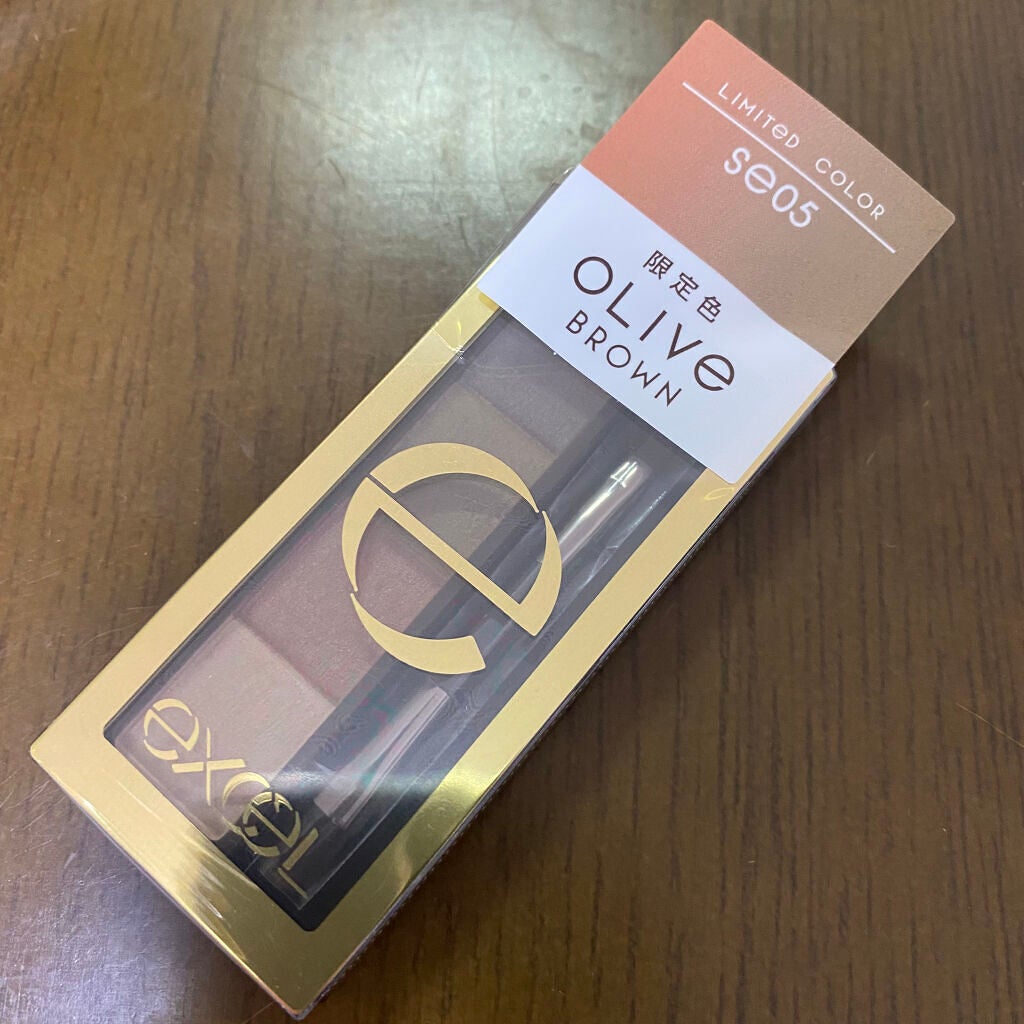 LIMITeD COLOR
se05
限定色
OLIVe
BROWN
e
exceL